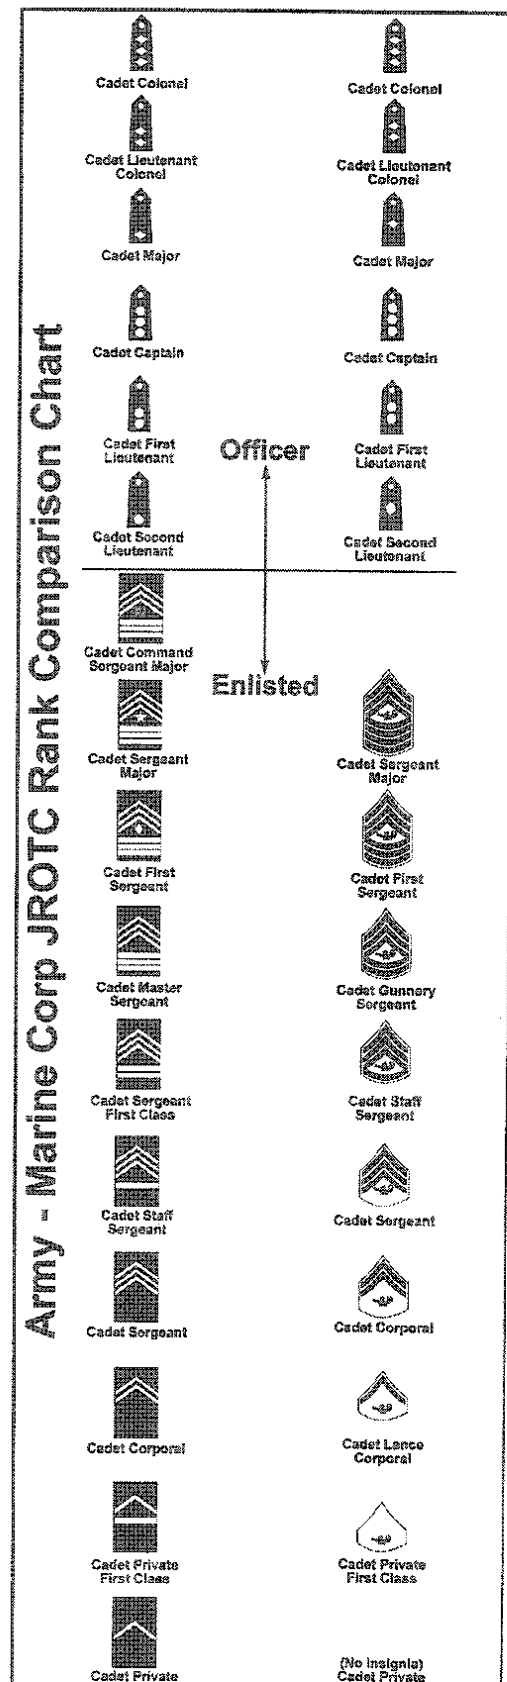 Army - Marine Corp JROTC Rank Comparison Chart
Cadet Colonel
Cadet Colonel
Cadet Lieutenant
Colonel
Cadet Lieutenant
Colonel
Cadet Major
Cadet Major
Cadet Captain
Cadet Captain
Cadet First
Lieutenant
Officer
Cadet First
Lieutenant
Cadet Second
Lieutenant
Cadet Second
Lieutenant
Cadet Command
Sergeant Major
Enlisted
Cadet Sergeant
Major
Cadet Sergeant
Major
Cadet First
Sergeant
Cadet First
Sergeant
Cadet Master
Sergeant
Cadet Gunnery
Sergeant
Cadet Sergeant
First Class
Cadet Staff
Sergeant
Cadet Staff
Sergeant
Cadet Sergeant
Cadet Sergeant
Cadet Corporal
Cadet Corporal
Cadet Lance
Corporal
Cadet Private
First Class
Cadet Private
First Class
Cadet Private
(No Insignia)
Cadet Private